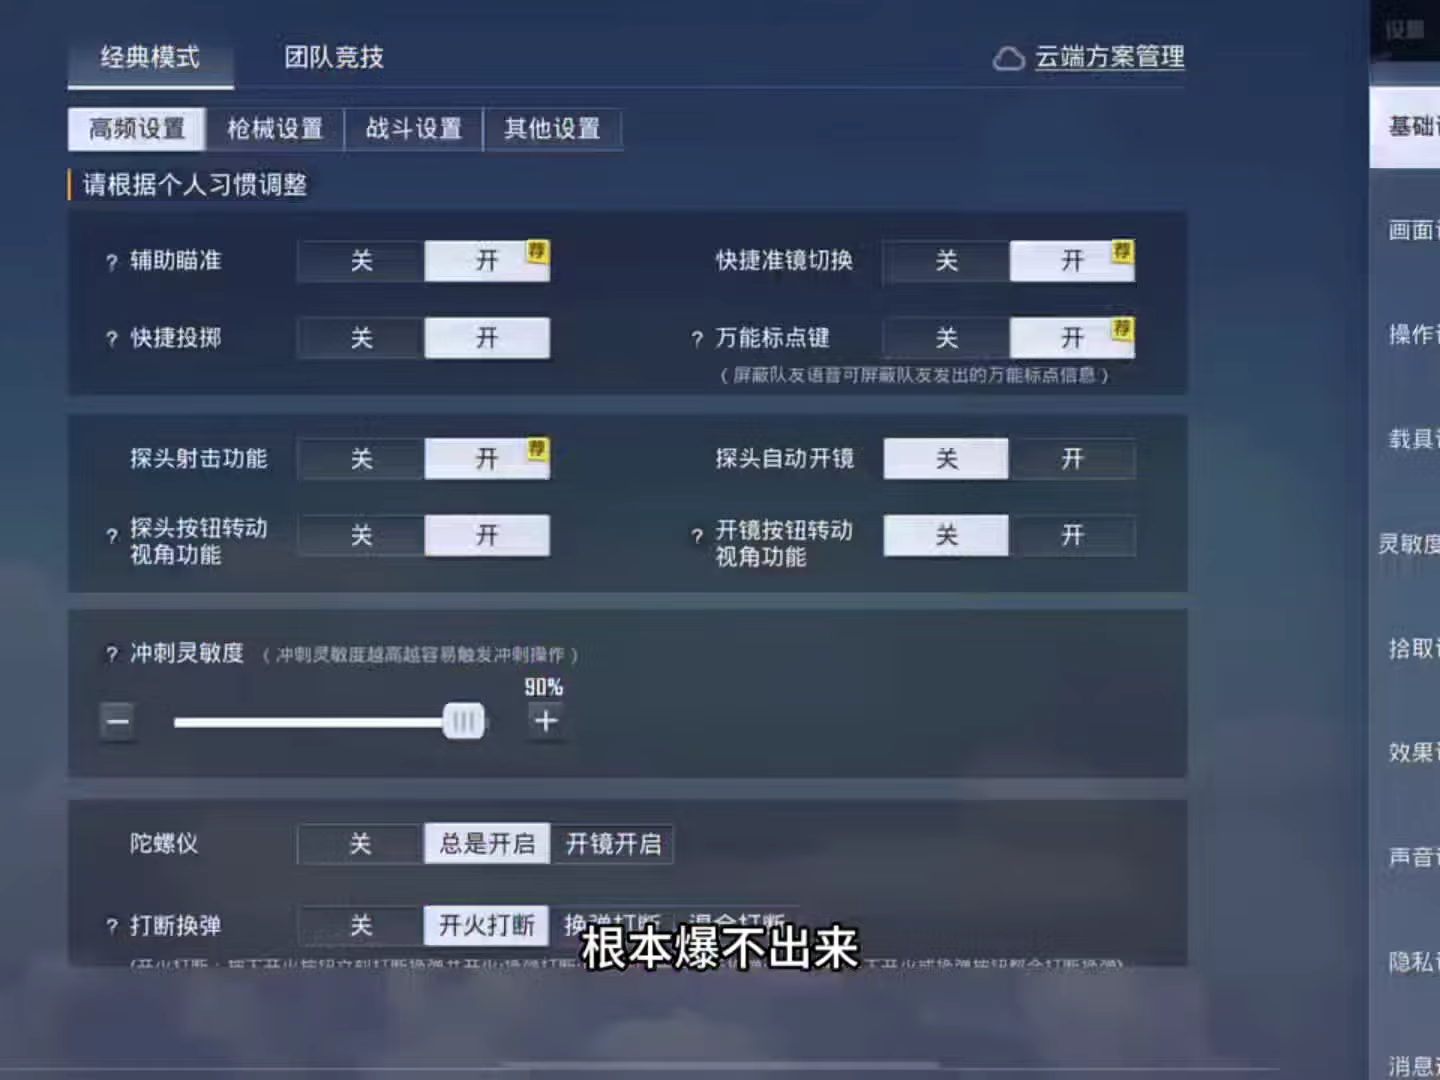 经典模式 团队竞技 云端方案管理 设置
高频设置 枪械设置 战斗设置 其他设置 基础
请根据个人习惯调整
画面
? 辅助瞄准 关 开 荐 快捷准镜切换 关 开 荐
? 快捷投掷 关 开 ? 万能标点键 关 开 荐
操作
(屏蔽队友语音可屏蔽队友发出的万能标点信息)
载具
探头射击功能 关 开 荐 探头自动开镜 关 开
? 探头按钮转动 关 开 ? 开镜按钮转动 关 开
视角功能 视角功能
灵敏度
? 冲刺灵敏度 (冲刺灵敏度越高越容易触发冲刺操作)
拾取
90%
效果
陀螺仪 关 总是开启 开镜开启
声音
? 打断换弹 关 开火打断 换弹打断 混合打断
根本爆不出来
隐私
消息